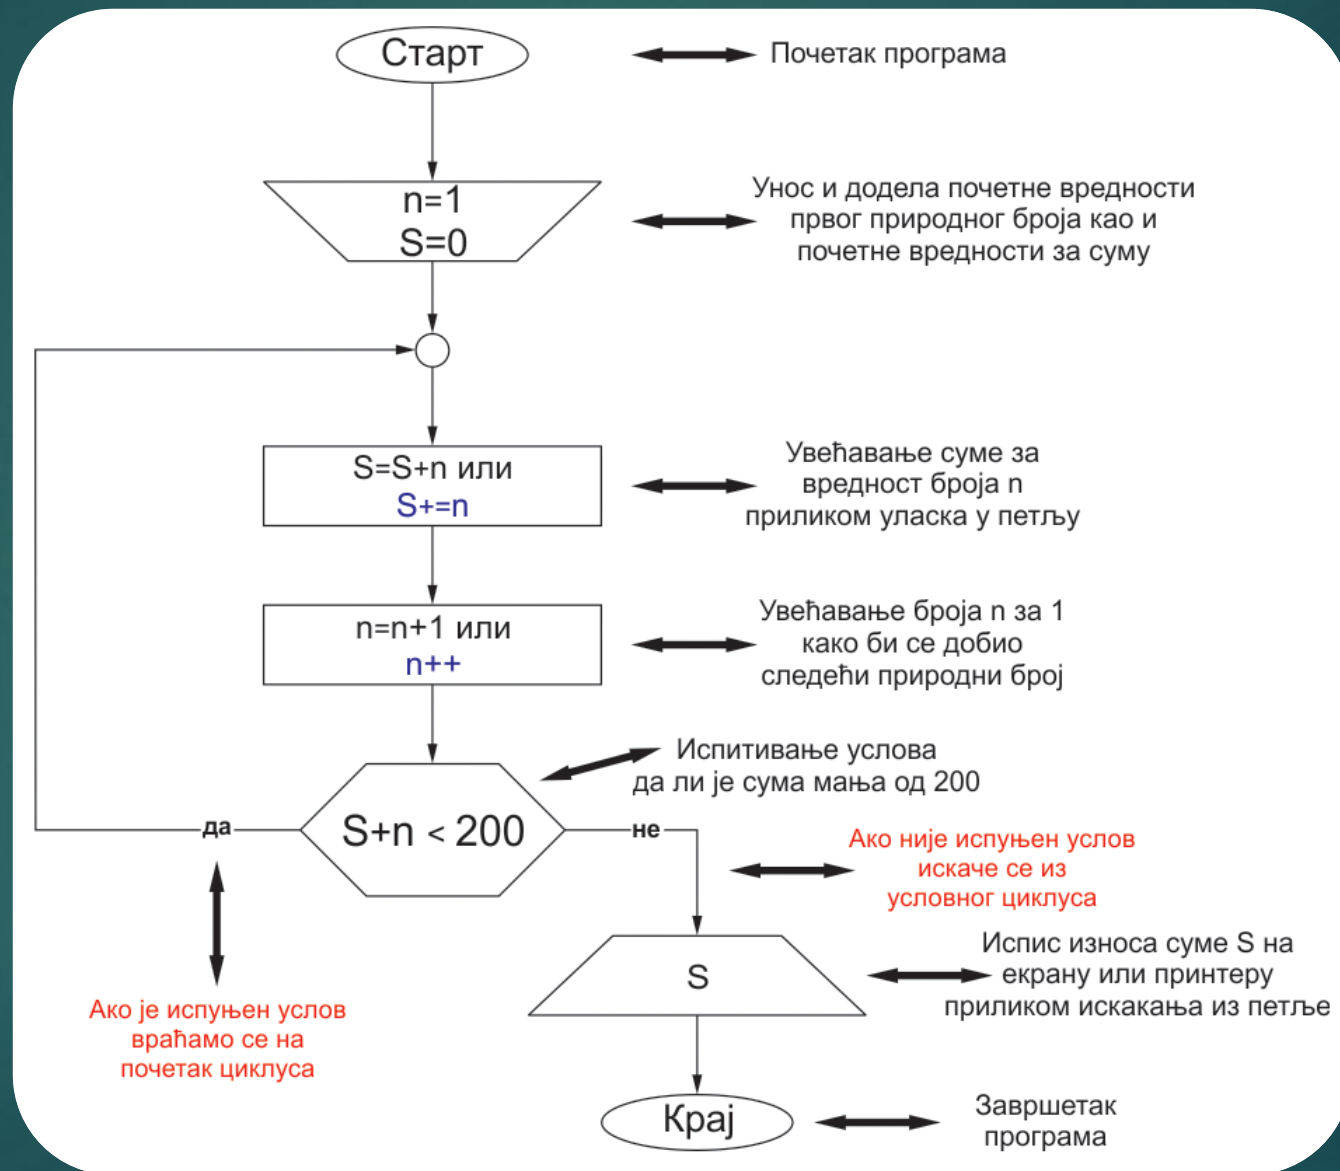 Старт
Почетак програма
n=1
S=0
Унос и додела почетне вредности
првог природног броја као и
почетне вредности за суму
S=S+n или
S+=n
Увећавање суме за
вредност броја n
приликом уласка у петљу
n=n+1 или
n++
Увећавање броја n за 1
како би се добио
следећи природни број
Испитивање услова
да ли је сума мања од 200
S+n < 200
да
не
Ако није испуњен услов
искаче се из
условног циклуса
Ако је испуњен услов
враћамо се на
почетак циклуса
S
Испис износа суме S на
екрану или принтеру
приликом искакања из петље
Крај
Завршетак
програма